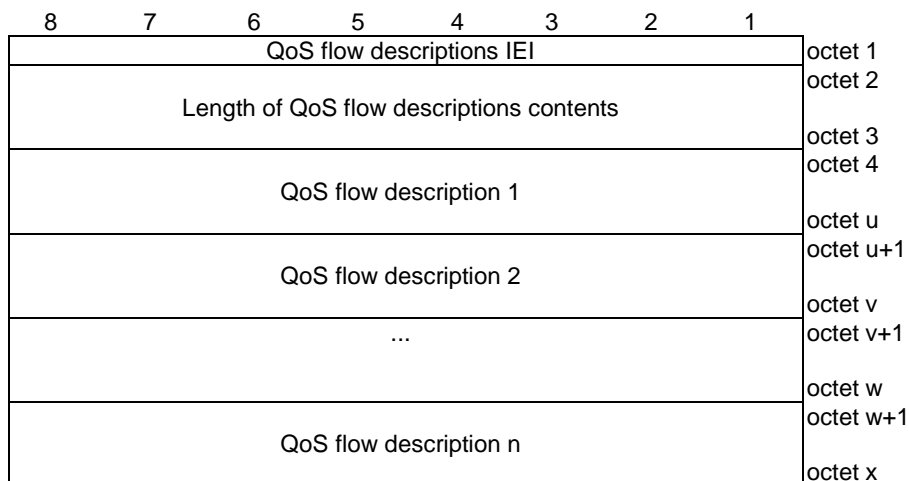 8 7 6 5 4 3 2 1
QoS flow descriptions IEI octet 1
octet 2
Length of QoS flow descriptions contents
octet 3
octet 4
QoS flow description 1
octet u
octet u+1
QoS flow description 2
octet v
... octet v+1
octet w
octet w+1
QoS flow description n
octet x